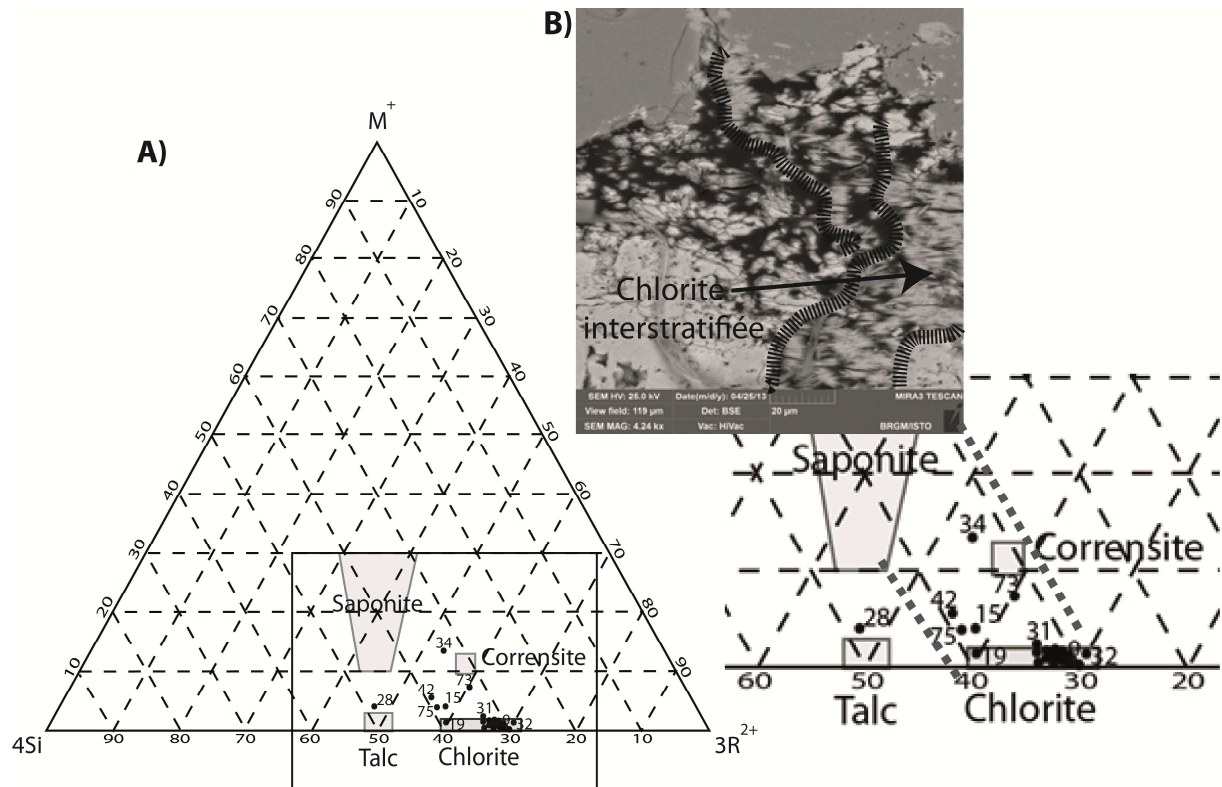 B)
A)
M+
90
10
80
20
70
30
60
40
50
50
40
60
30
70
20
80
10
90
Saponite
34
Corrensite
73
42
28
15
75
31
19
9
32
4Si
90
80
70
60
50
40
30
20
10
3R2+
Talc
Chlorite
Chlorite
interstratifiée
SEM HV: 25.0 kV
Date(m/d/y): 04/25/13
MIRA3 TESCAN
View field: 119 µm
Det: BSE
20 µm
SEM MAG: 4.24 kx
Vac: HiVac
BRGM/ISTO
Saponite
34
Corrensite
73
42
28
15
75
31
19
9
32
60
50
40
30
20
Talc
Chlorite